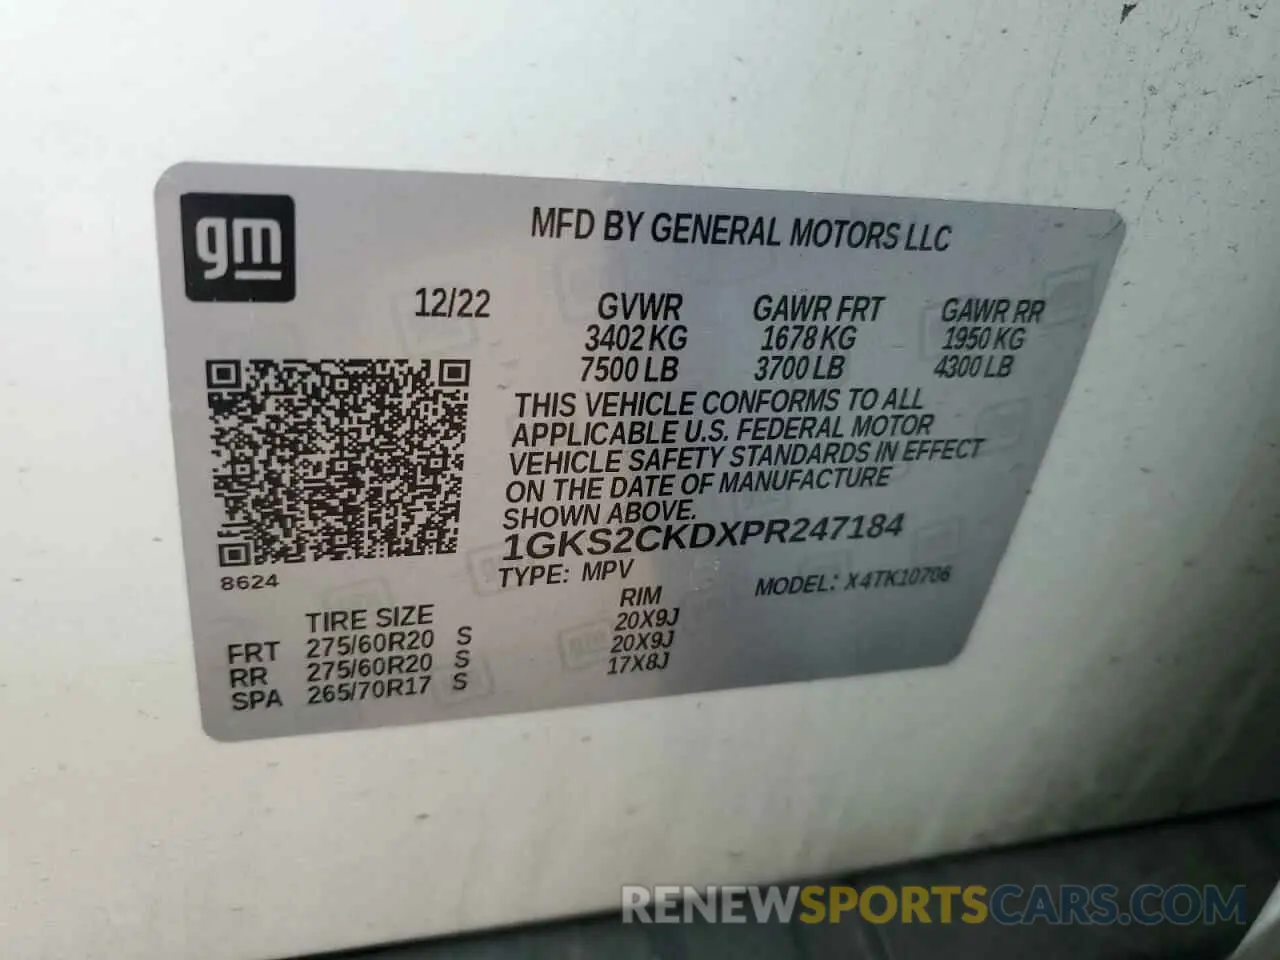 gm
MFD BY GENERAL MOTORS LLC
12/22 GVWR GAWR FRT GAWR RR
3402 KG 1678 KG 1950 KG
7500 LB 3700 LB 4300 LB
THIS VEHICLE CONFORMS TO ALL
APPLICABLE U.S. FEDERAL MOTOR
VEHICLE SAFETY STANDARDS IN EFFECT
ON THE DATE OF MANUFACTURE
SHOWN ABOVE.
1GKS2CKDXPR247184
8624 TYPE: MPV MODEL: X4TK10706
TIRE SIZE RIM
FRT 275/60R20 S 20X9J
RR 275/60R20 S 20X9J
SPA 265/70R17 S 17X8J
RENEWSPORTSCARS.COM